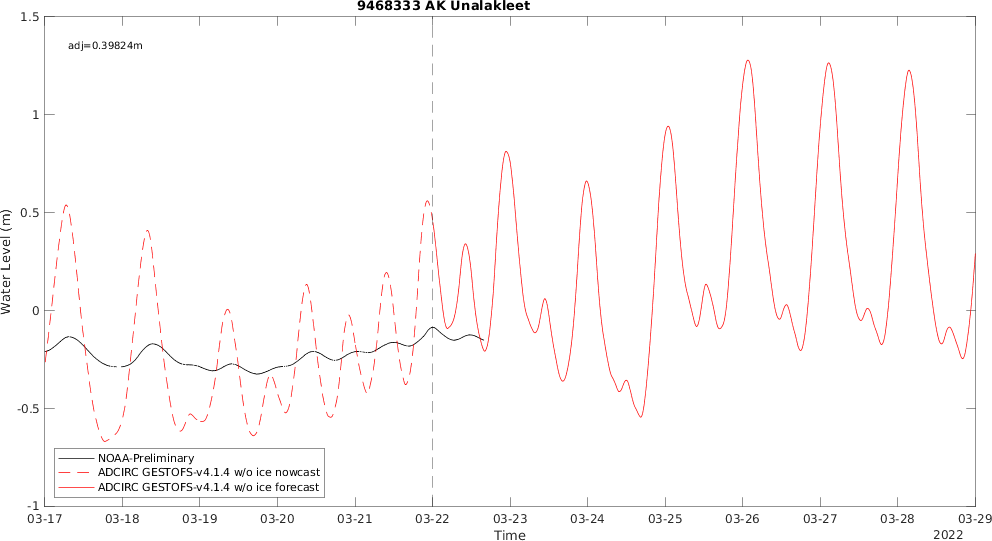 9468333 AK Unalakleet
adj=0.39824m
Water Level (m)
1.5
1
0.5
0
-0.5
-1
NOAA-Preliminary
ADCIRC GESTOFS-v4.1.4 w/o ice nowcast
ADCIRC GESTOFS-v4.1.4 w/o ice forecast
03-17 03-18 03-19 03-20 03-21 03-22 03-23 03-24 03-25 03-26 03-27 03-28 03-29
Time
2022